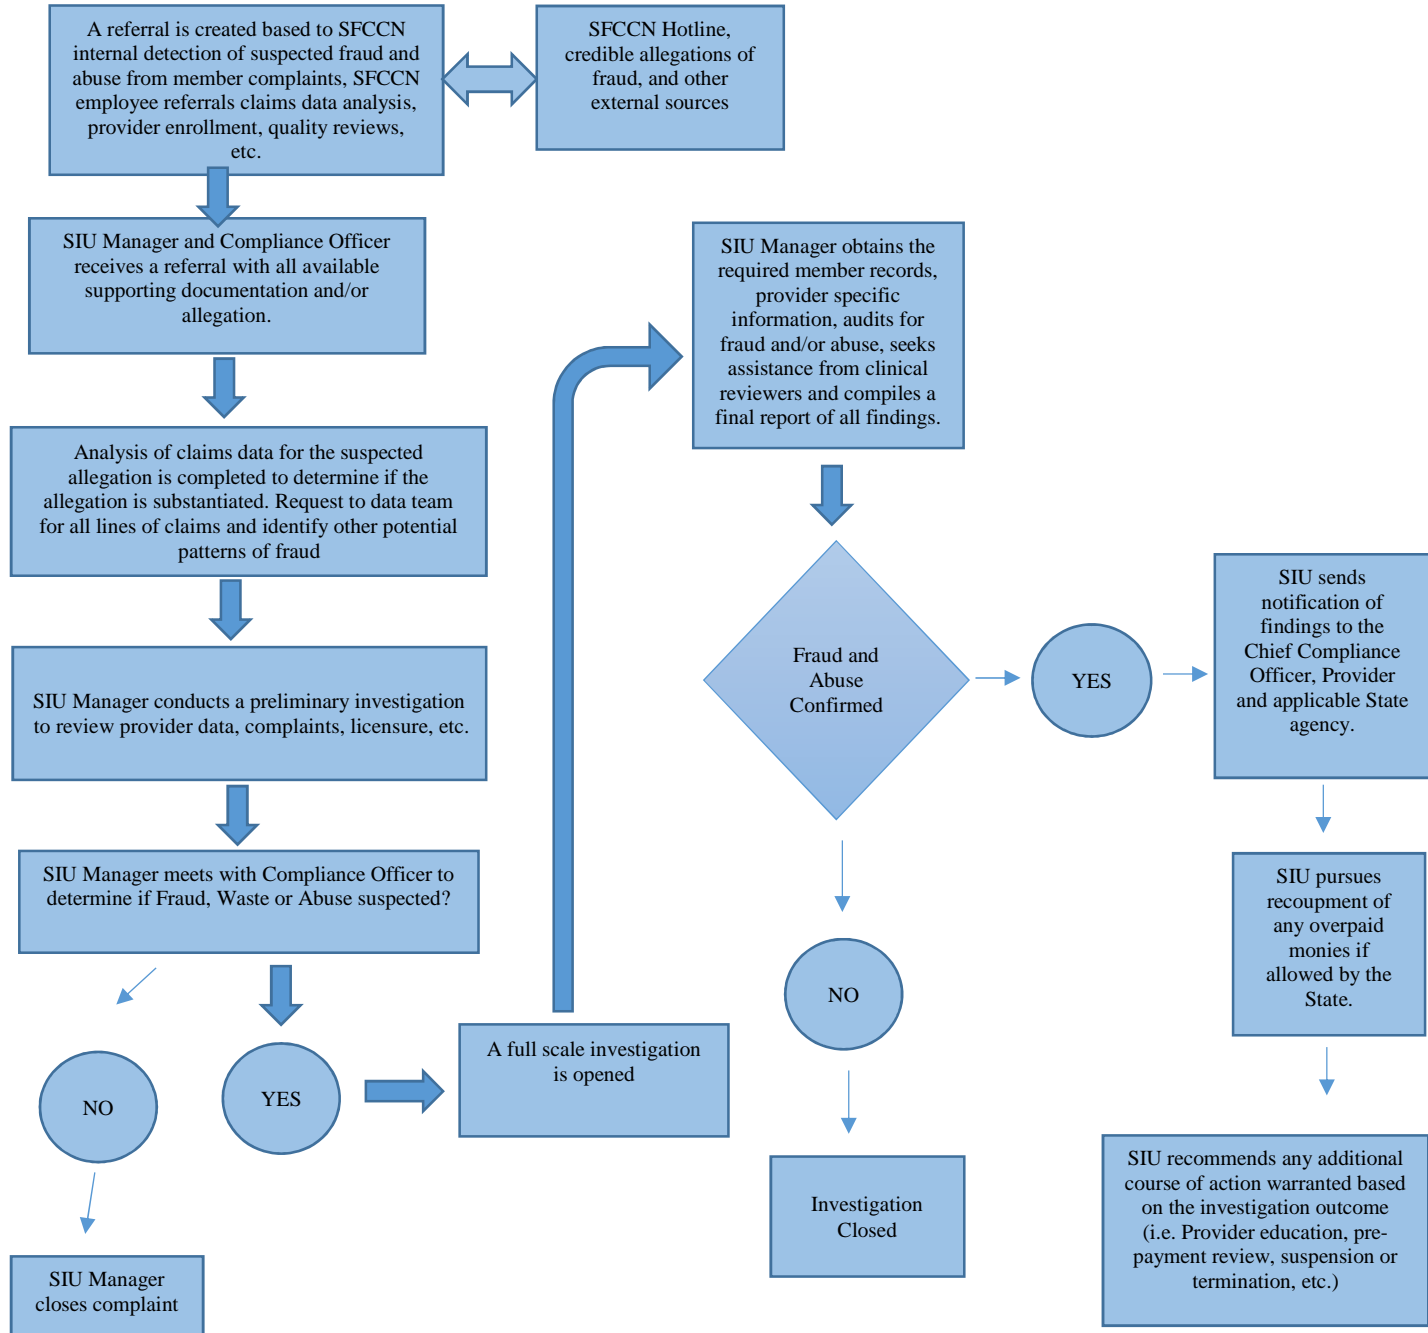 A referral is created based to SFCCN
internal detection of suspected fraud and
abuse from member complaints, SFCCN
employee referrals claims data analysis,
provider enrollment, quality reviews,
etc.
SFCCN Hotline,
credible allegations of
fraud, and other
external sources
SIU Manager and Compliance Officer
receives a referral with all available
supporting documentation and/or
allegation.
Analysis of claims data for the suspected
allegation is completed to determine if the
allegation is substantiated. Request to data team
for all lines of claims and identify other potential
patterns of fraud
SIU Manager conducts a preliminary investigation
to review provider data, complaints, licensure, etc.
SIU Manager meets with Compliance Officer to
determine if Fraud, Waste or Abuse suspected?
NO
YES
SIU Manager
closes complaint
A full scale investigation
is opened
SIU Manager obtains the
required member records,
provider specific
information, audits for
fraud and/or abuse, seeks
assistance from clinical
reviewers and compiles a
final report of all findings.
Fraud and
Abuse
Confirmed
YES
NO
Investigation
Closed
SIU sends
notification of
findings to the
Chief Compliance
Officer, Provider
and applicable State
agency.
SIU pursues
recoupment of
any overpaid
monies if
allowed by the
State.
SIU recommends any additional
course of action warranted based
on the investigation outcome
(i.e. Provider education, pre-
payment review, suspension or
termination, etc.)